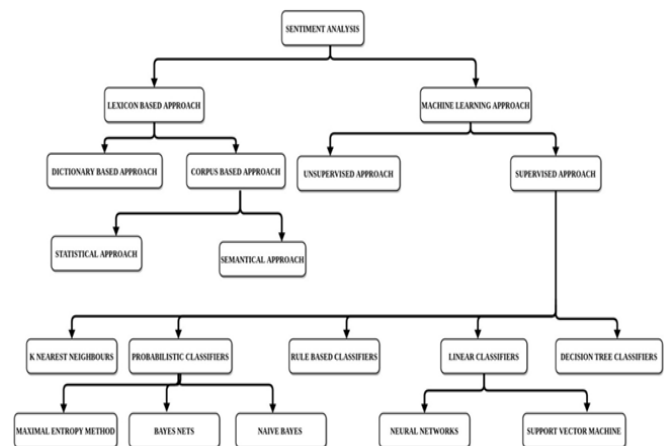 SENTIMENT ANALYSIS
LEXICON BASED APPROACH
MACHINE LEARNING APPROACH
DICTIONARY BASED APPROACH
CORPUS BASED APPROACH
UNSUPERVISED APPROACH
SUPERVISED APPROACH
STATISTICAL APPROACH
SEMANTICAL APPROACH
K NEAREST NEIGHBOURS
PROBABILISTIC CLASSIFIERS
RULE BASED CLASSIFIERS
LINEAR CLASSIFIERS
DECISION TREE CLASSIFIERS
MAXIMAL ENTROPY METHOD
BAYES NETS
NAIVE BAYES
NEURAL NETWORKS
SUPPORT VECTOR MACHINE